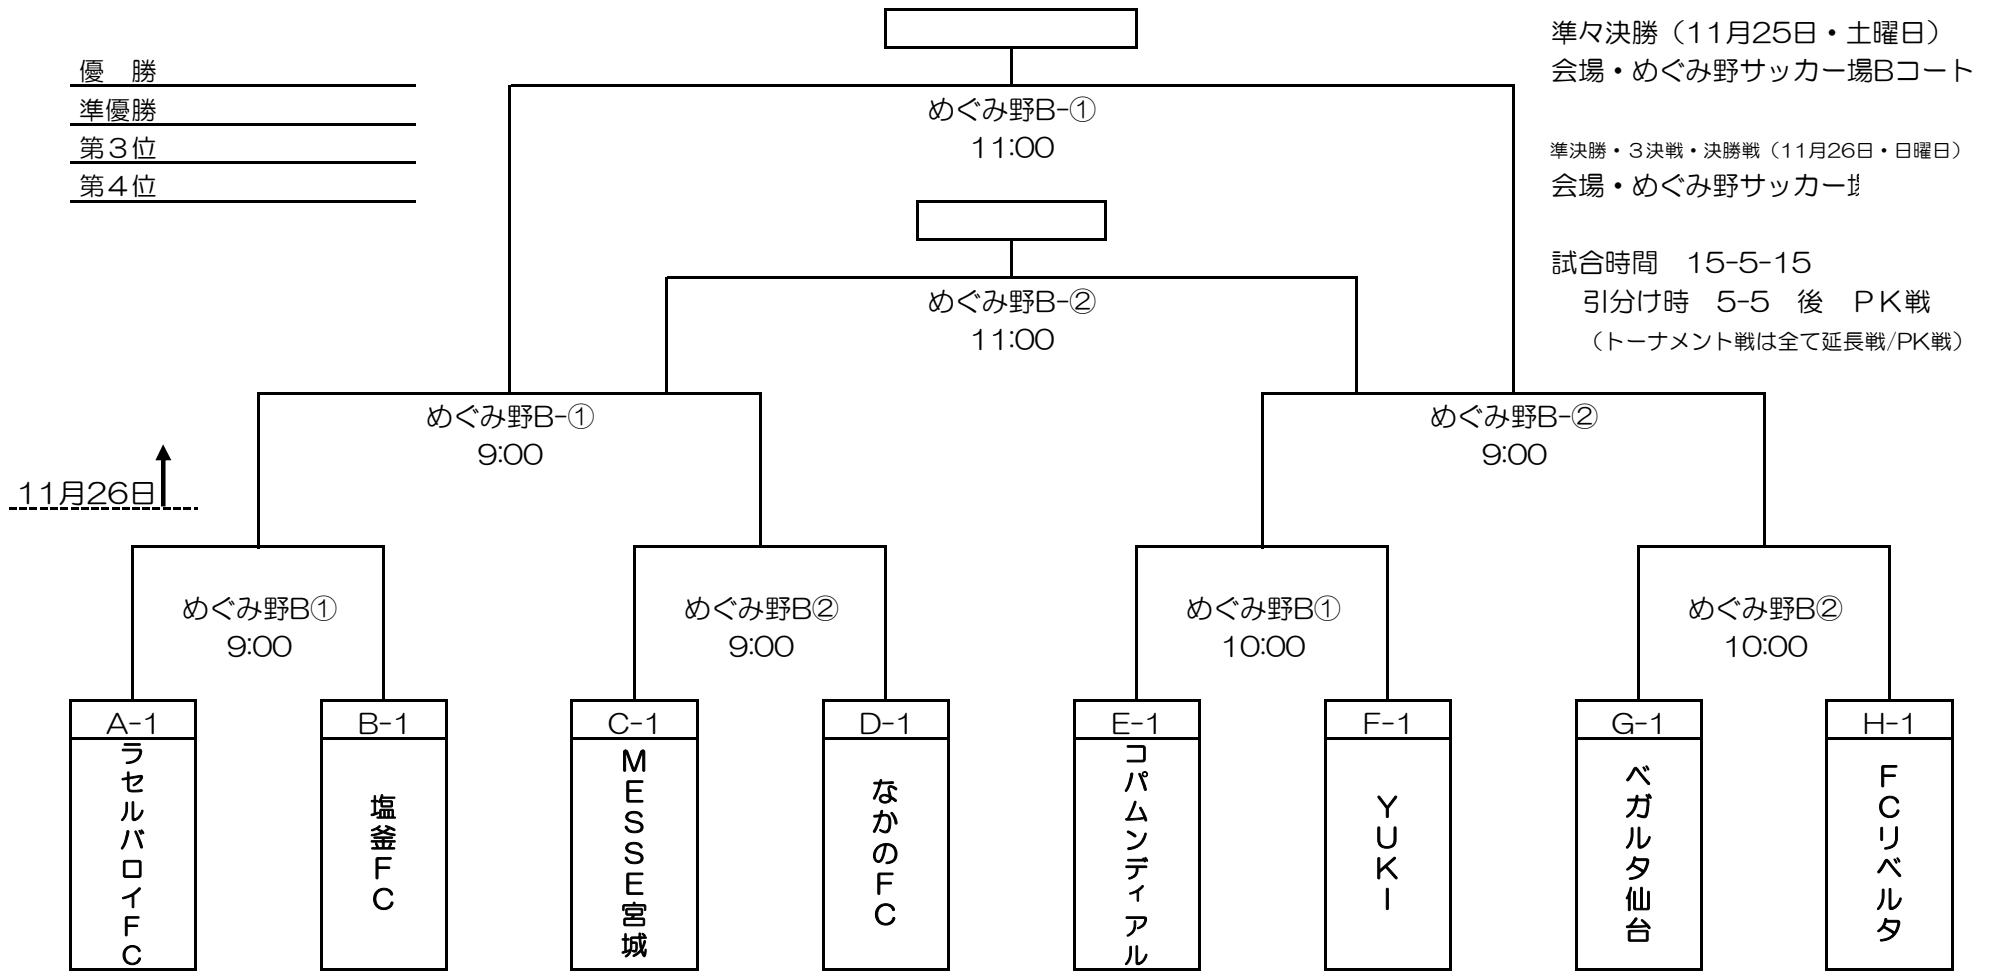 準々決勝（11月25日・土曜日）
会場・めぐみ野サッカー場Bコート
優　勝
準優勝
第３位
第４位
めぐみ野B-①
11:00
準決勝・３決戦・決勝戦（11月26日・日曜日）
会場・めぐみ野サッカー場
試合時間　15-5-15
引分け時　5-5　後　ＰＫ戦
（トーナメント戦は全て延長戦/PK戦）
めぐみ野B-②
11:00
めぐみ野B-①
9:00
めぐみ野B-②
9:00
11月26日
めぐみ野B①
9:00
めぐみ野B②
9:00
めぐみ野B①
10:00
めぐみ野B②
10:00
A-1
B-1
C-1
D-1
E-1
F-1
G-1
H-1
ラセルバロイＦＣ
塩釜ＦＣ
ＭＥＳＳＥ宮城
なかのＦＣ
コパムンディアル
ＹＵＫＩ
ベガルタ仙台
ＦＣリベルタ